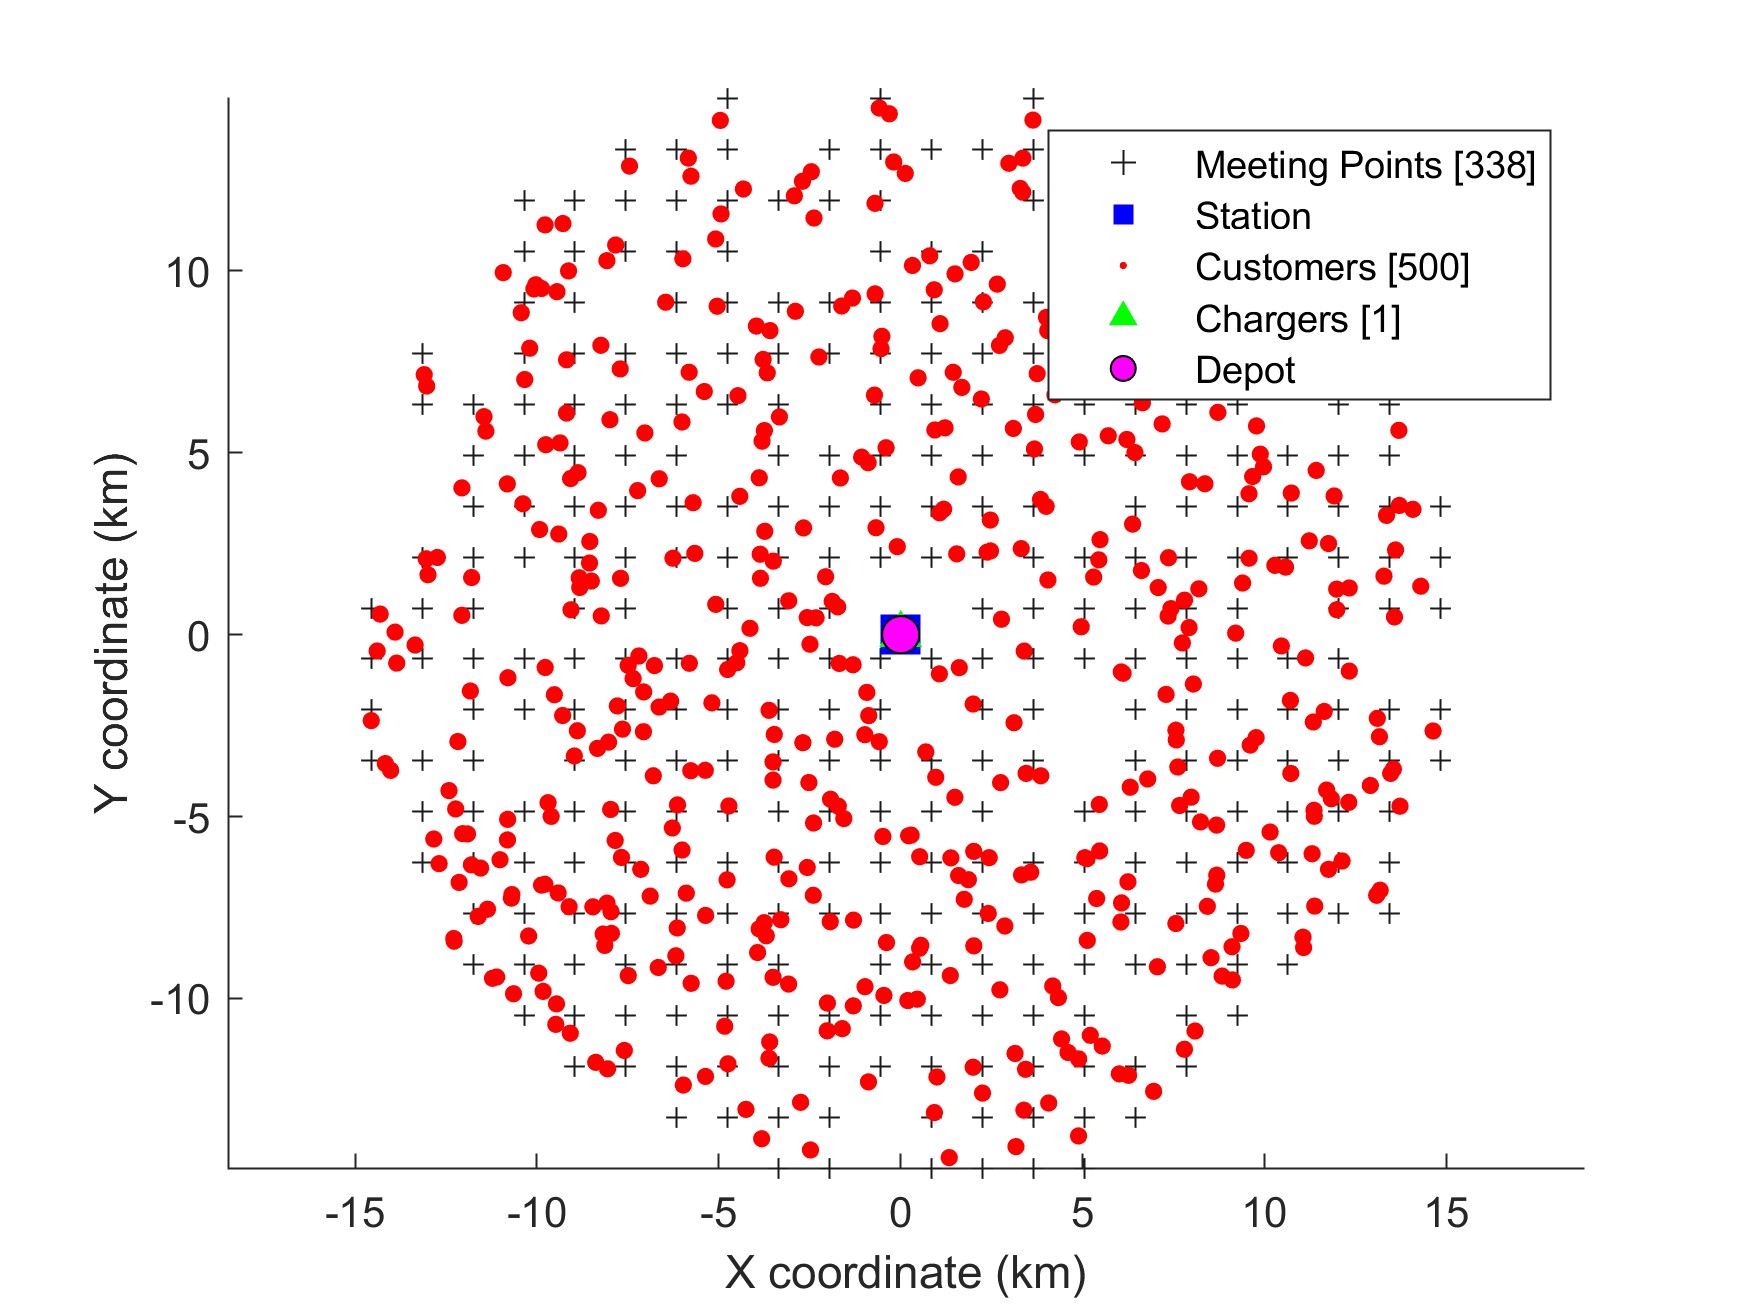 Meeting Points [338]
Station
Customers [500]
Chargers [1]
Depot
10
5
0
-5
-10
Y coordinate (km)
-15 -10 -5 0 5 10 15
X coordinate (km)